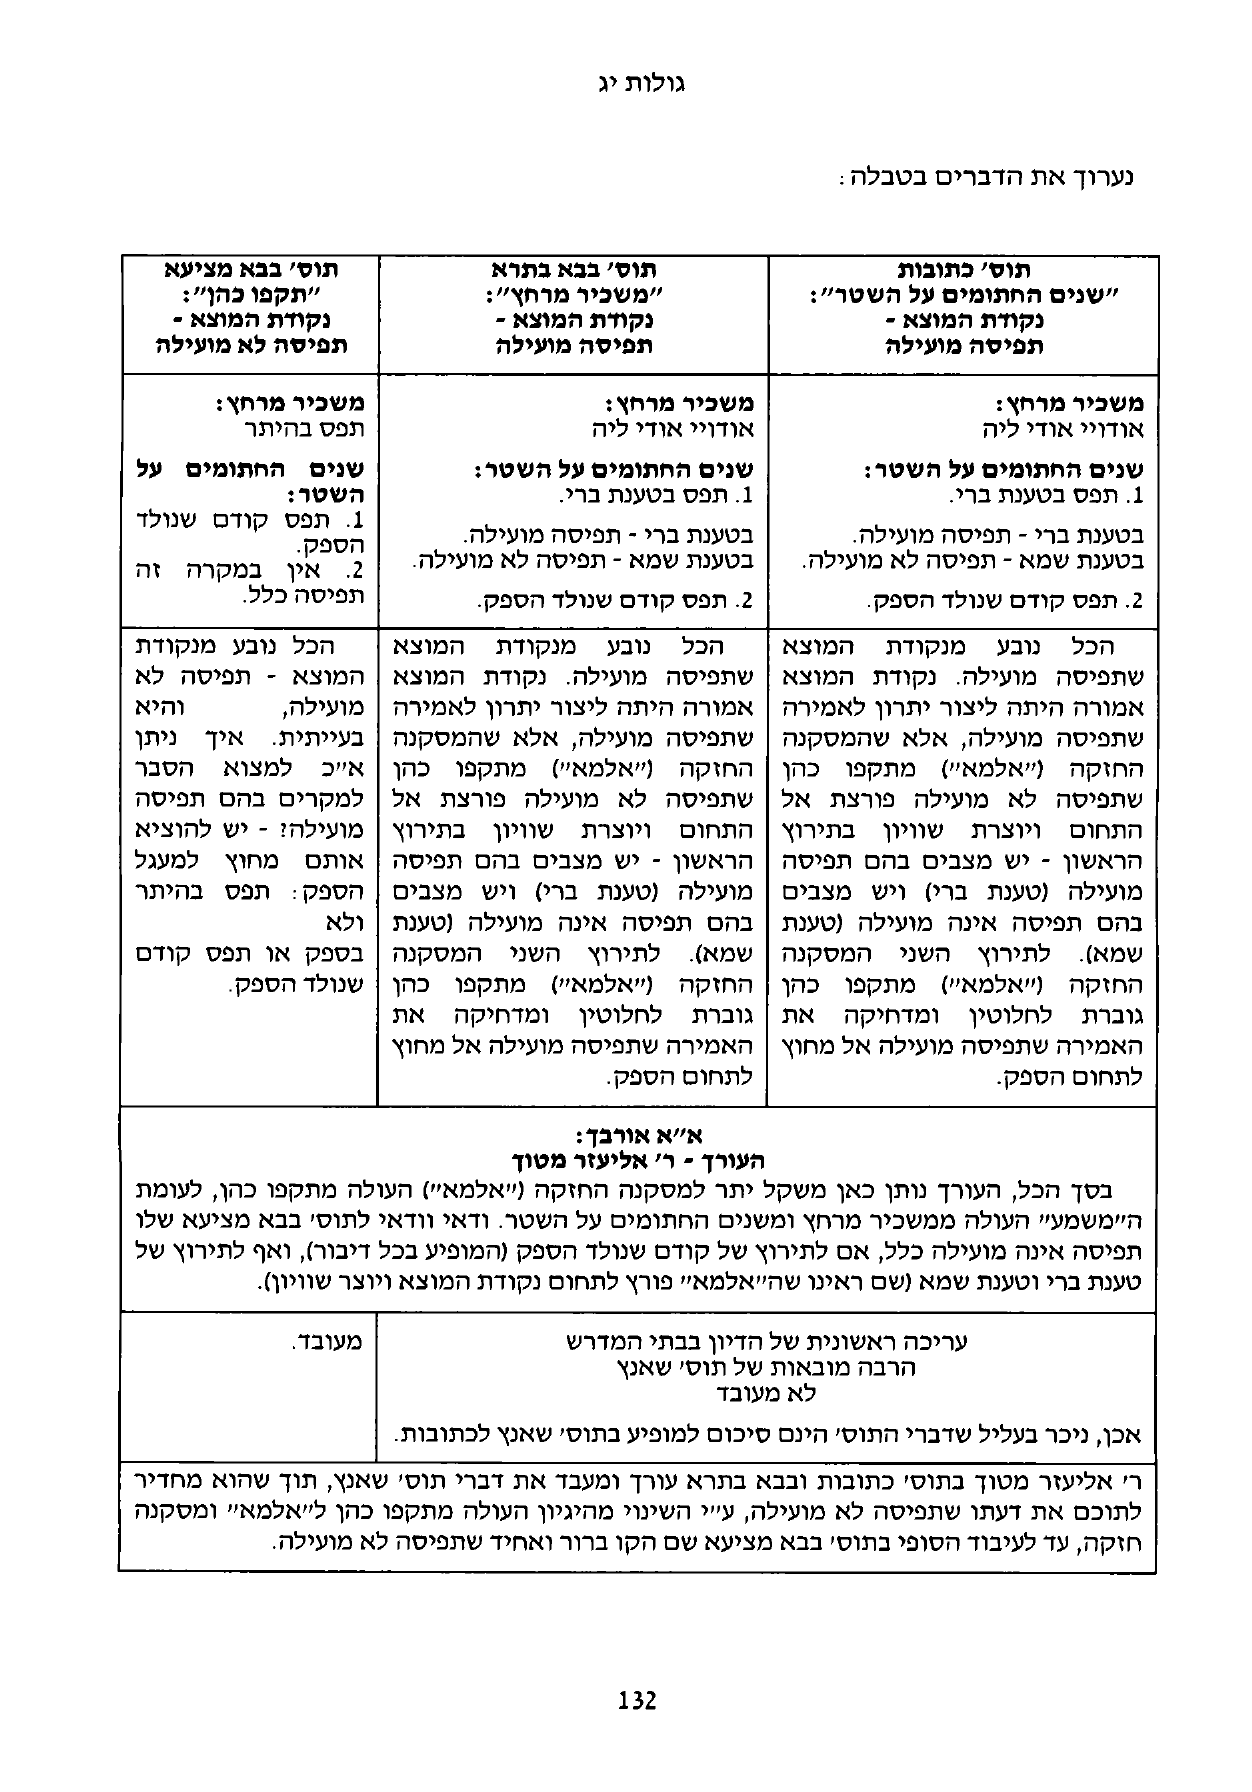 גולות יג
נערוך את הדברים בטבלה:
תוס' כתובות
"שנים החתומים על השטר":
נקודת המוצא -
תפיסה מועילה
תוס' בבא בתרא
"משכיר מרחץ":
נקודת המוצא -
תפיסה מועילה
תוס' בבא מציעא
"תקפו כהן":
נקודת המוצא -
תפיסה לא מועילה
משכיר מרחץ:
אודויי אודי ליה
שנים החתומים על השטר:
1. תפס בטענת ברי.
בטענת ברי - תפיסה מועילה.
בטענת שמא - תפיסה לא מועילה.
2. תפס קודם שנולד הספק.
משכיר מרחץ:
אודויי אודי ליה
שנים החתומים על השטר:
1. תפס בטענת ברי.
בטענת ברי - תפיסה מועילה.
בטענת שמא - תפיסה לא מועילה.
2. תפס קודם שנולד הספק.
משכיר מרחץ:
תפס בהיתר
שנים החתומים על
השטר:
1. תפס קודם שנולד
הספק.
2. אין במקרה זה
תפיסה כלל.
הכל נובע מנקודת המוצא
שתפיסה מועילה. נקודת המוצא
אמורה היתה ליצור יתרון לאמירה
שתפיסה מועילה, אלא שהמסקנה
החזקה ("אלמא") מתקפו כהן
שתפיסה לא מועילה פורצת אל
התחום ויוצרת שוויון בתירוץ
הראשון - יש מצבים בהם תפיסה
מועילה (טענת ברי) ויש מצבים
בהם תפיסה אינה מועילה (טענת
שמא). לתירוץ השני המסקנה
החזקה ("אלמא") מתקפו כהן
גוברת לחלוטין ומדחיקה את
האמירה שתפיסה מועילה אל מחוץ
לתחום הספק.
הכל נובע מנקודת המוצא
שתפיסה מועילה. נקודת המוצא
אמורה היתה ליצור יתרון לאמירה
שתפיסה מועילה, אלא שהמסקנה
החזקה ("אלמא") מתקפו כהן
שתפיסה לא מועילה פורצת אל
התחום ויוצרת שוויון בתירוץ
הראשון - יש מצבים בהם תפיסה
מועילה (טענת ברי) ויש מצבים
בהם תפיסה אינה מועילה (טענת
שמא). לתירוץ השני המסקנה
החזקה ("אלמא") מתקפו כהן
גוברת לחלוטין ומדחיקה את
האמירה שתפיסה מועילה אל מחוץ
לתחום הספק.
הכל נובע מנקודת
המוצא - תפיסה לא
מועילה, והיא
בעייתית. איך ניתן
א"כ למצוא הסבר
למקרים בהם תפיסה
מועילה?! - יש להוציא
אותם מחוץ למעגל
הספק: תפס בהיתר
ולא
בספק או תפס קודם
שנולד הספק.
א"א אורבך:
העורך - ר' אליעזר מטוך
בסך הכל, העורך נותן כאן משקל יתר למסקנה החזקה ("אלמא") העולה מתקפו כהן, לעומת
ה"משמע" העולה ממשכיר מרחץ ומשנים החתומים על השטר. ודאי וודאי לתוס' בבא מציעא שלו
תפיסה אינה מועילה כלל, אם לתירוץ של קודם שנולד הספק (המופיע בכל דיבור), ואף לתירוץ של
טענת ברי וטענת שמא (שם ראינו שה"אלמא" פורץ לתחום נקודת המוצא ויוצר שוויון).
עריכה ראשונית של הדיון בבתי המדרש
הרבה מובאות של תוס' שאנץ
לא מעובד
אכן, ניכר בעליל שדברי התוס' הינם סיכום למופיע בתוס' שאנץ לכתובות.
מעובד.
ר' אליעזר מטוך בתוס' כתובות ובבא בתרא עורך ומעבד את דברי תוס' שאנץ, תוך שהוא מחדיר
לתוכם את דעתו שתפיסה לא מועילה, ע"י השינוי מהיגיון העולה מתקפו כהן ל"אלמא" ומסקנה
חזקה, עד לעיבוד הסופי בתוס' בבא מציעא שם הקו ברור ואחיד שתפיסה לא מועילה.
132